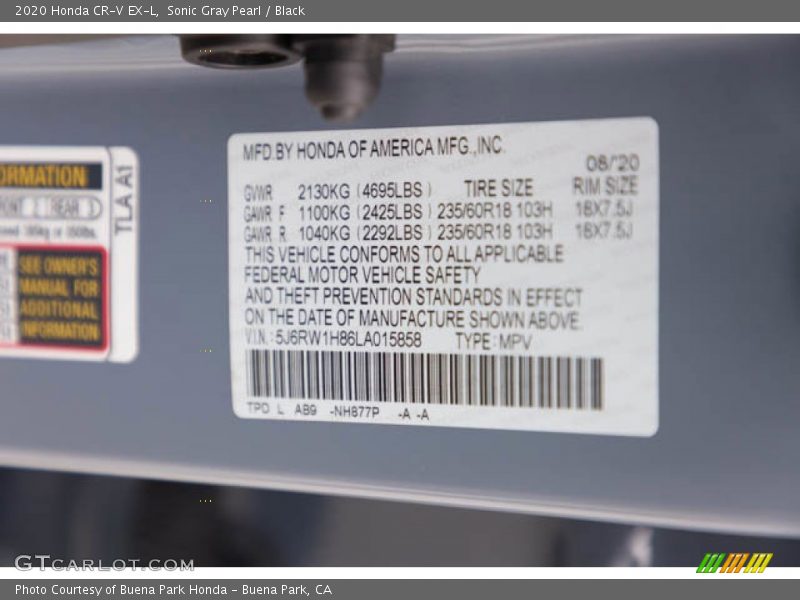 2020 Honda CR-V EX-L, Sonic Gray Pearl / Black
ORMATION
REAR
TLA A1
SEE OWNER'S
MANUAL FOR
ADDITIONAL
INFORMATION
MFD.BY HONDA OF AMERICA MFG.,INC.
08/'20
GVWR 2130KG (4695LBS ) TIRE SIZE RIM SIZE
GAWR F 1100KG (2425LBS ) 235/60R18 103H 18X7.5J
GAWR R 1040KG (2292LBS ) 235/60R18 103H 18X7.5J
THIS VEHICLE CONFORMS TO ALL APPLICABLE
FEDERAL MOTOR VEHICLE SAFETY
AND THEFT PREVENTION STANDARDS IN EFFECT
ON THE DATE OF MANUFACTURE SHOWN ABOVE.
V.I.N.: 5J6RW1H86LA015858 TYPE: MPV
TPD L AB9 -NH877P -A -A
GTCARLOT.COM
Photo Courtesy of Buena Park Honda - Buena Park, CA